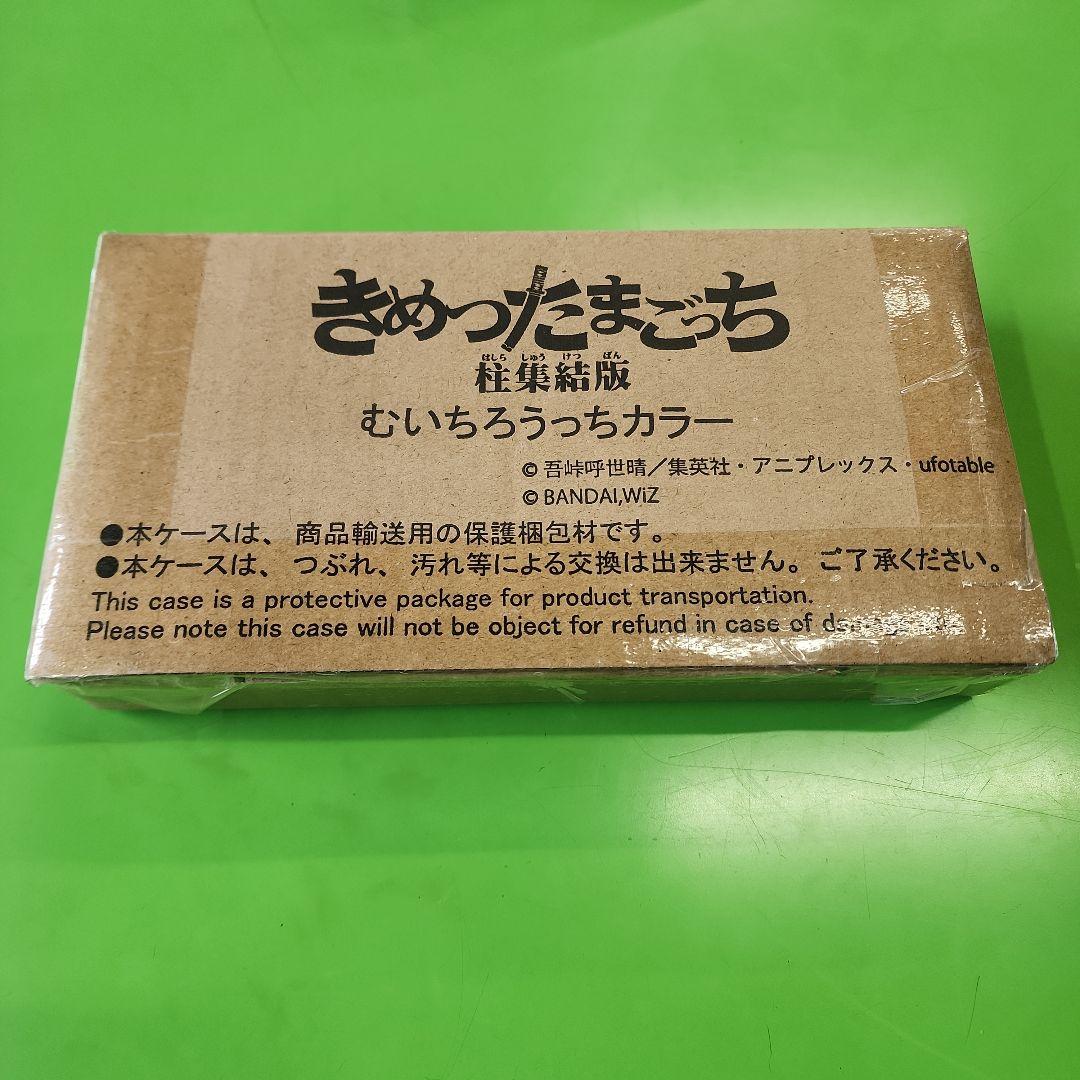 きめつたまごっち
はしら しゅう けつ ばん
柱集結版
むいちろうっちカラー
© 吾峠呼世晴／集英社・アニプレックス・ufotable
© BANDAI,WiZ
●本ケースは、商品輸送用の保護梱包材です。
●本ケースは、つぶれ、汚れ等による交換は出来ません。ご了承ください。
This case is a protective package for product transportation.
Please note this case will not be object for refund in case of